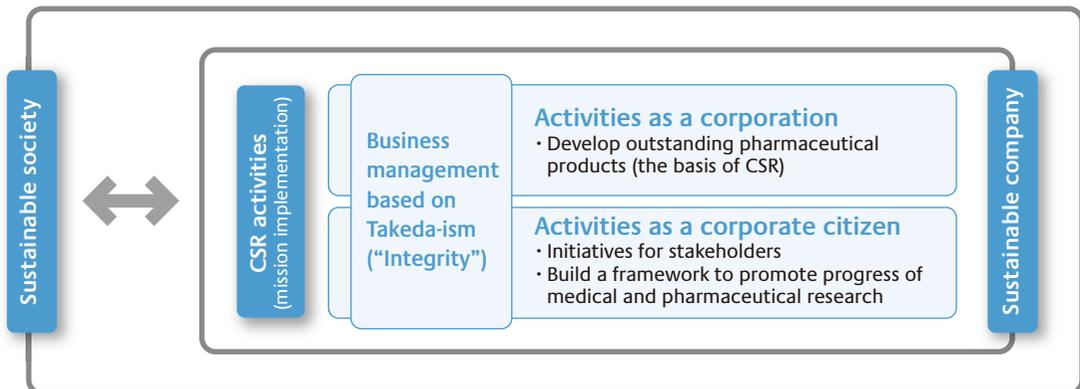 Sustainable society
CSR activities
(mission implementation)
Business
management
based on
Takeda-ism
(“Integrity”)
Activities as a corporation
・Develop outstanding pharmaceutical
products (the basis of CSR)
Activities as a corporate citizen
・Initiatives for stakeholders
・Build a framework to promote progress of
medical and pharmaceutical research
Sustainable company